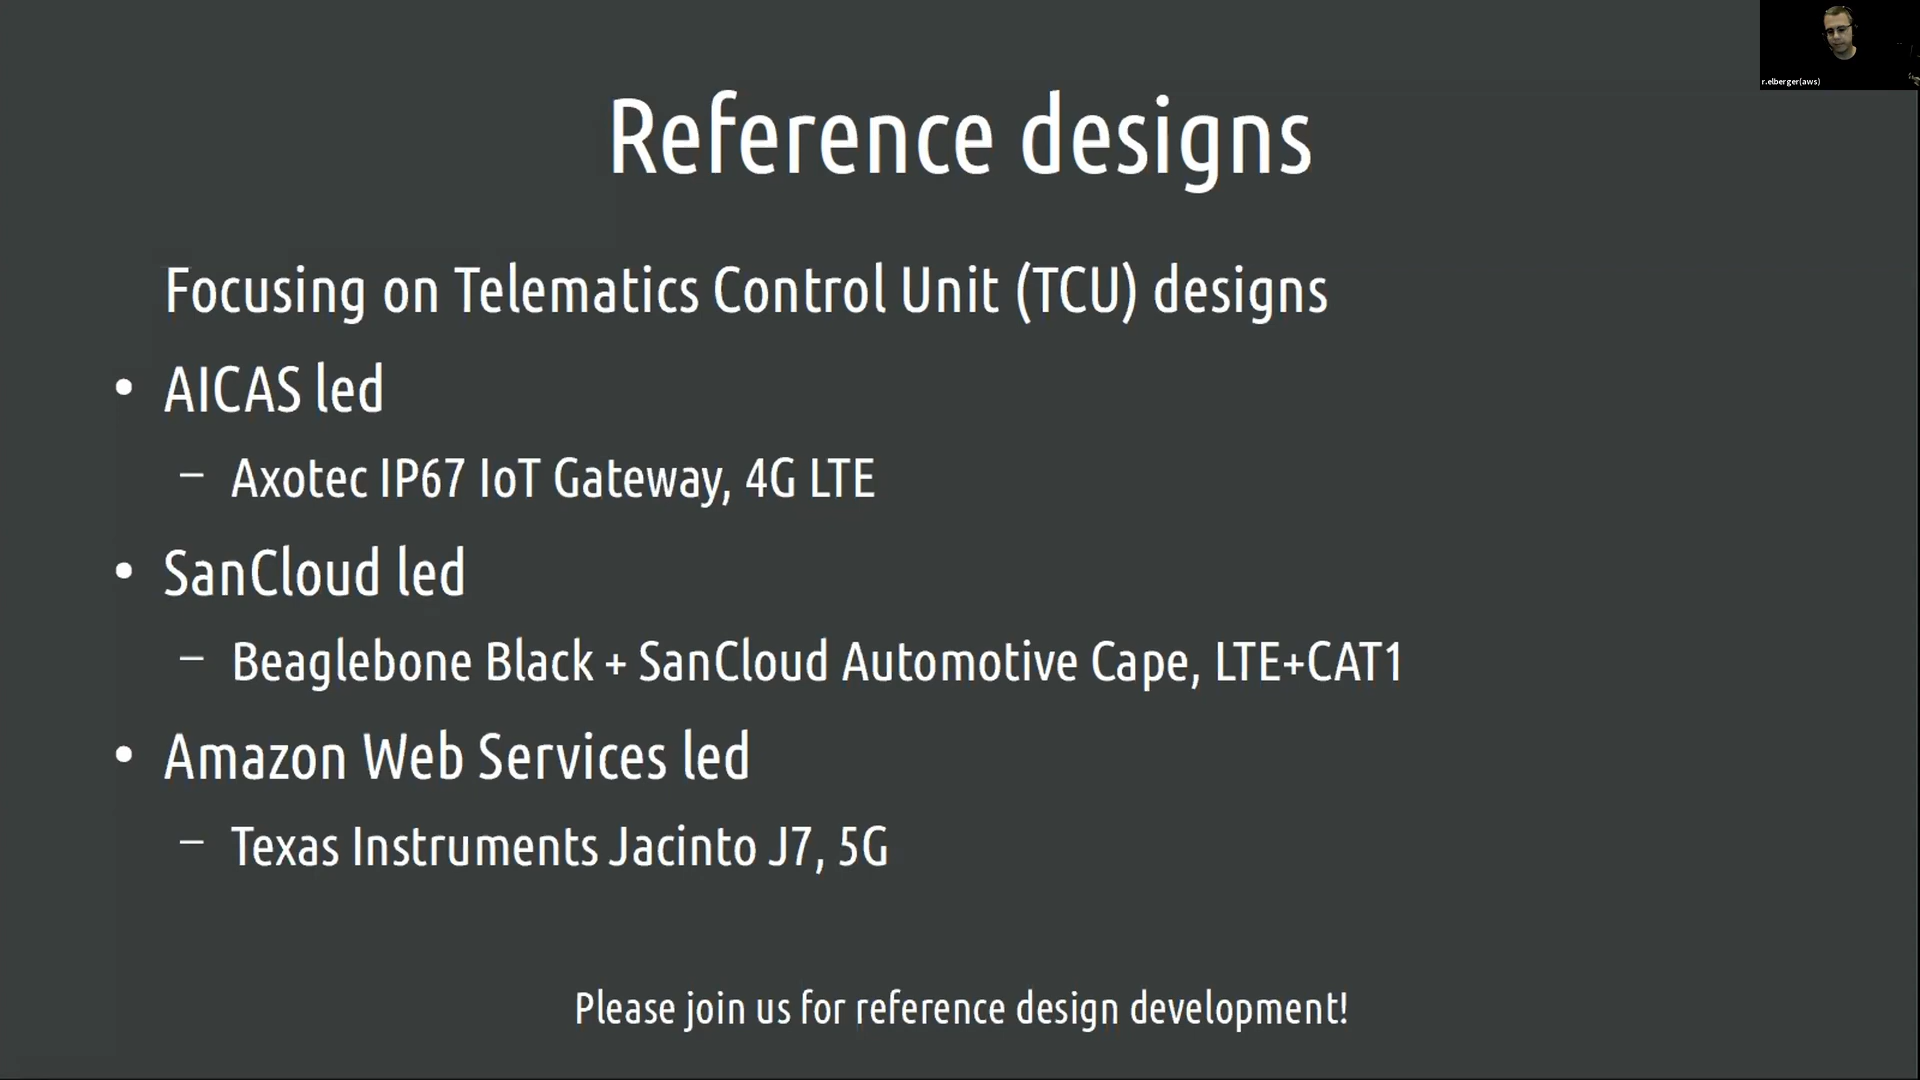 r.elberger(aws)
Reference designs
Focusing on Telematics Control Unit (TCU) designs
• AICAS led
– Axotec IP67 IoT Gateway, 4G LTE
• SanCloud led
– Beaglebone Black + SanCloud Automotive Cape, LTE+CAT1
• Amazon Web Services led
– Texas Instruments Jacinto J7, 5G
Please join us for reference design development!